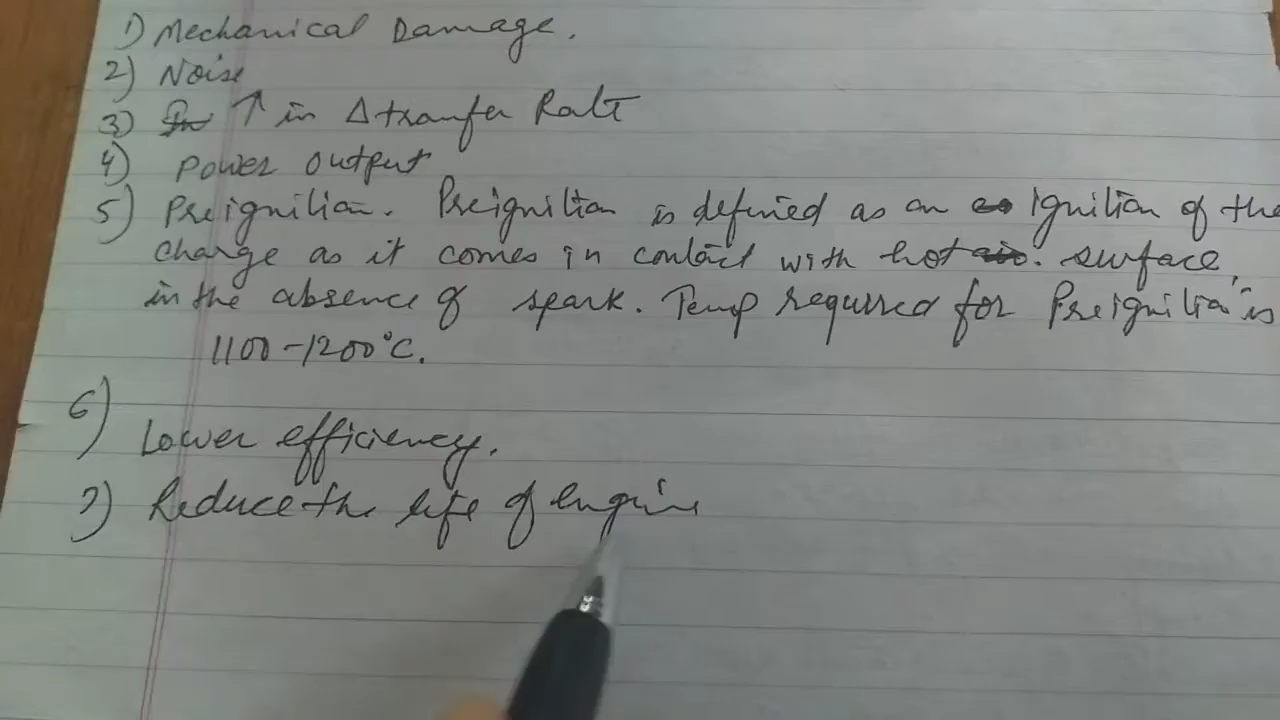 1) Mechanical Damage.
2) Noise
3) ↑ in Δ transfer Rate
4) Power output
5) Preignition. Preignition is defined as an ignition of the
charge as it comes in contact with hot surface,
in the absence of spark. Temp required for Preignition is
1100-1200°C.
6) Lower efficiency.
7) Reduce the life of engine